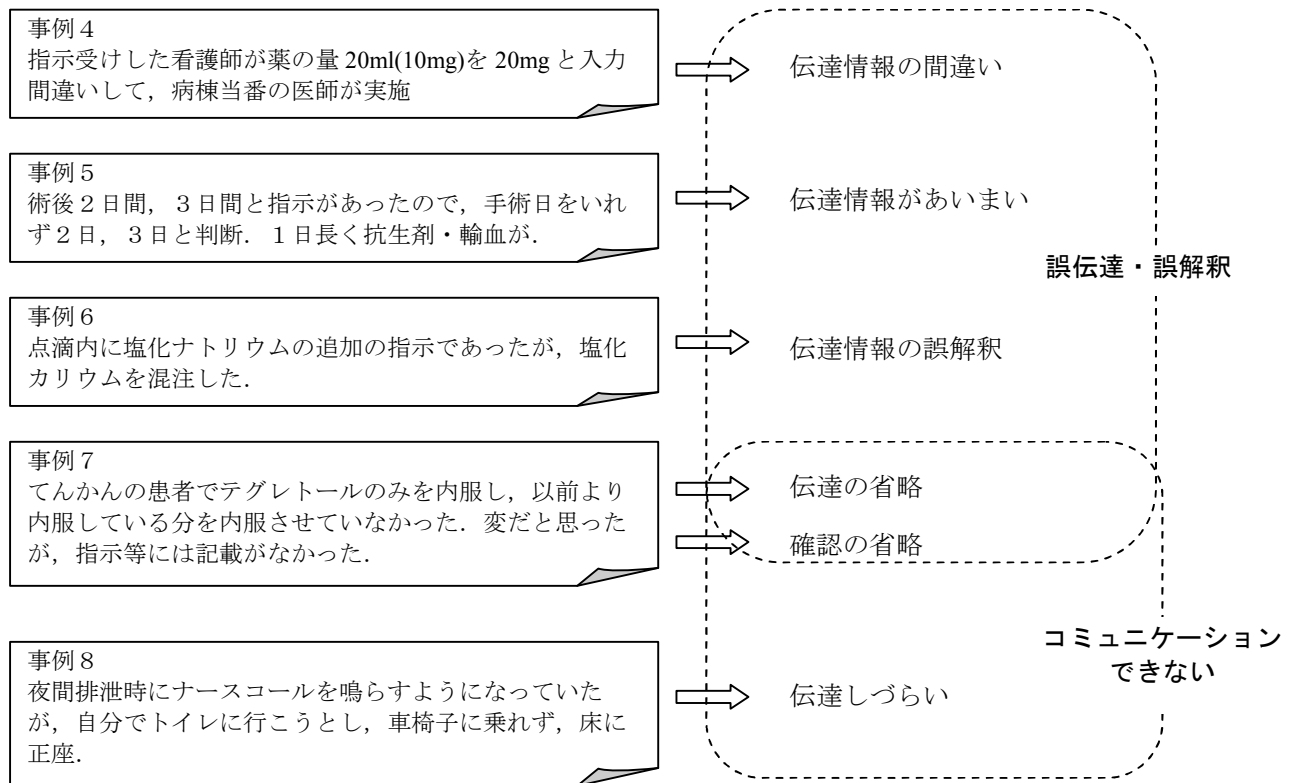 事例４
指示受けした看護師が薬の量 20ml(10mg)を 20mg と入力
間違いして，病棟当番の医師が実施
伝達情報の間違い
事例５
術後２日間，３日間と指示があったので，手術日をいれ
ず２日，３日と判断．１日長く抗生剤・輸血が．
伝達情報があいまい
誤伝達・誤解釈
事例６
点滴内に塩化ナトリウムの追加の指示であったが，塩化
カリウムを混注した．
伝達情報の誤解釈
事例７
てんかんの患者でテグレトールのみを内服し，以前より
内服している分を内服させていなかった．変だと思った
が，指示等には記載がなかった．
伝達の省略
確認の省略
事例８
夜間排泄時にナースコールを鳴らすようになっていた
が，自分でトイレに行こうとし，車椅子に乗れず，床に
正座．
伝達しづらい
コミュニケーション
できない